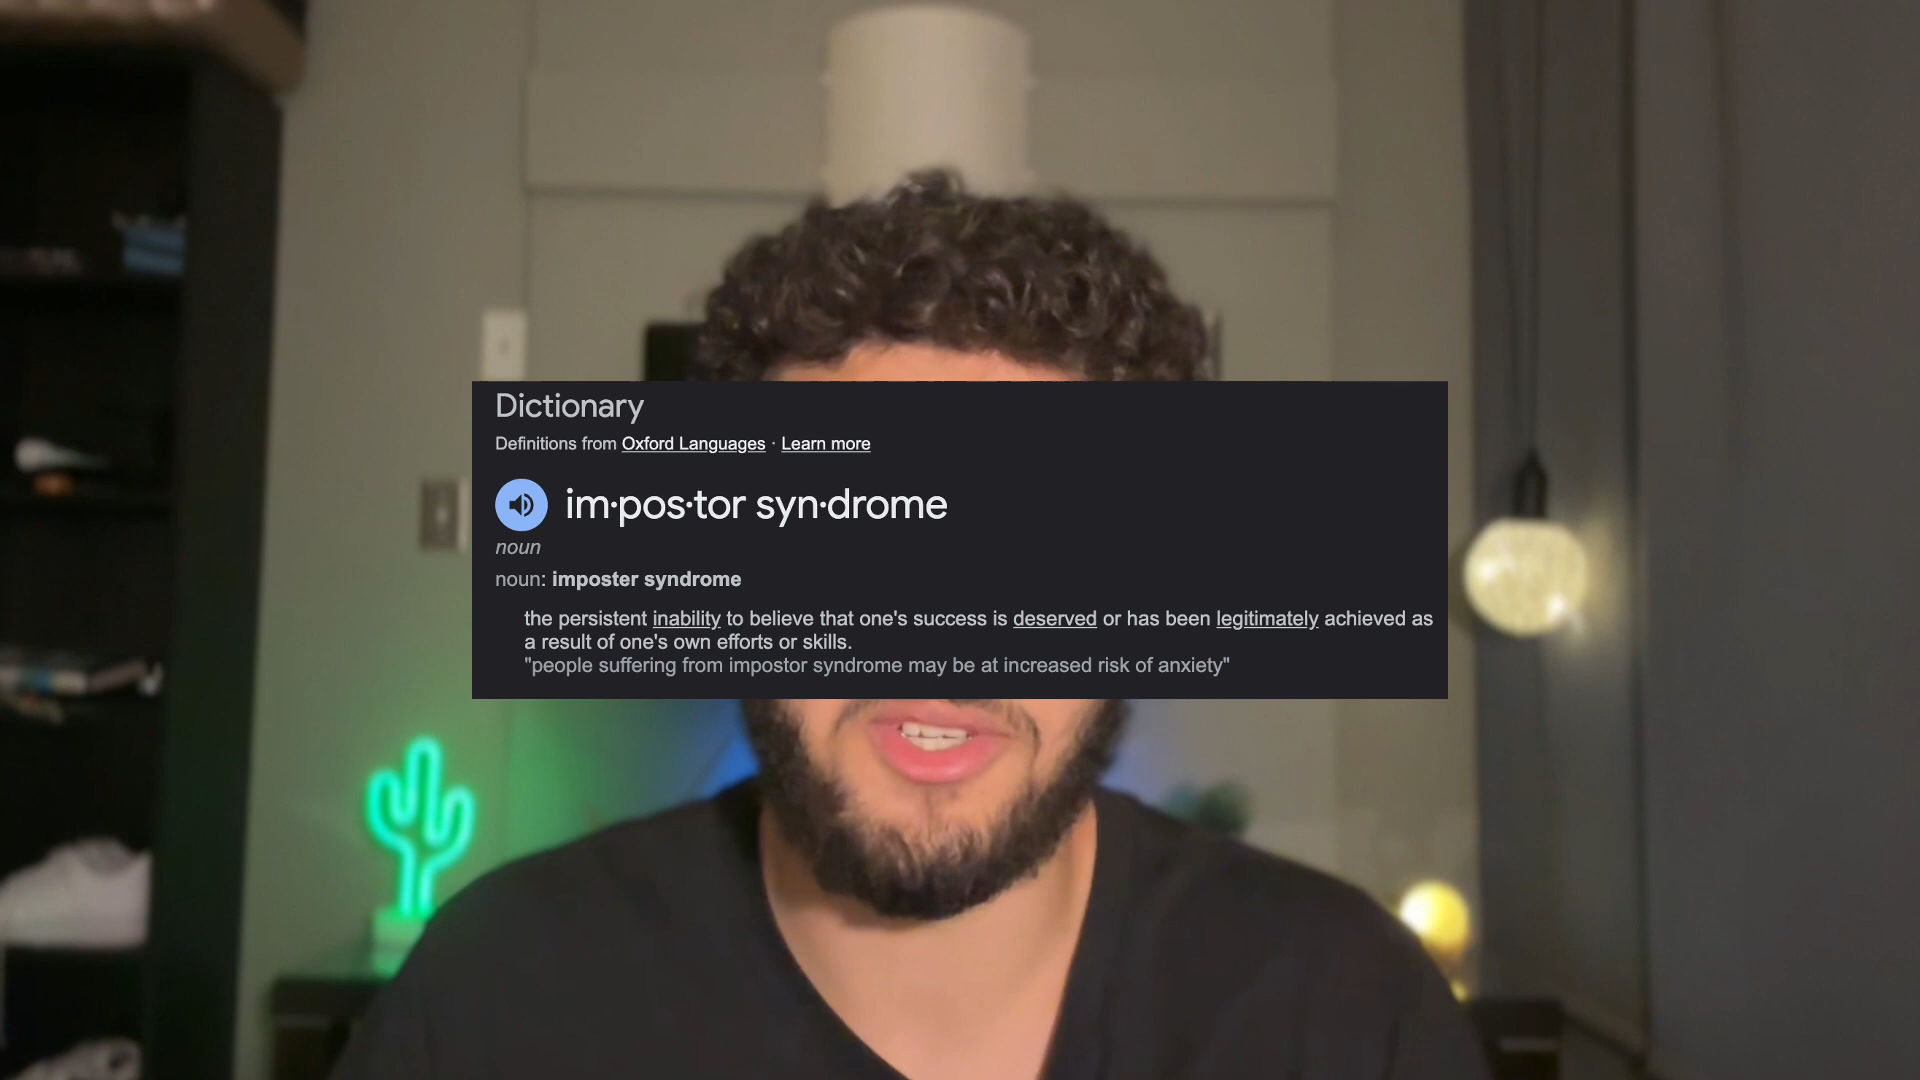 Dictionary
Definitions from Oxford Languages · Learn more
im·pos·tor syn·drome
noun
noun: imposter syndrome
the persistent inability to believe that one's success is deserved or has been legitimately achieved as
a result of one's own efforts or skills.
"people suffering from impostor syndrome may be at increased risk of anxiety"